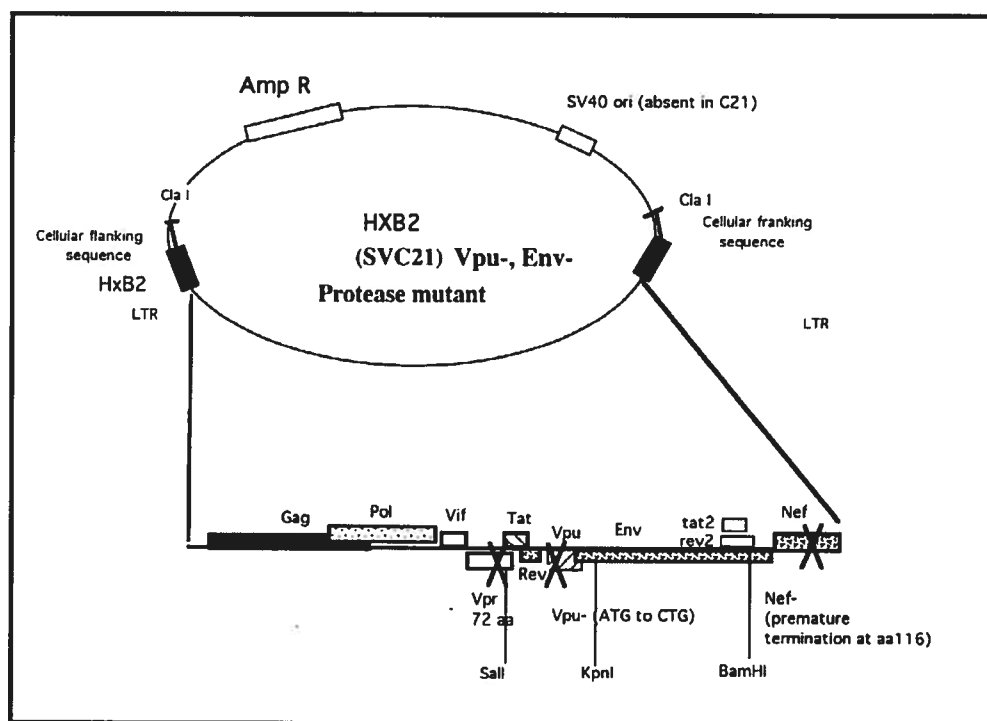 Amp R
SV40 ori (absent in C21)
Cla I
Cla I
Cellular flanking
sequence
Cellular franking
sequence
HXB2
(SVC21) Vpu-, Env-
Protease mutant
HxB2
LTR
LTR
Gag
Pol
Vif
Tat
Vpu
Env
tat2
rev2
Nef
Rev
Vpr
72 aa
Vpu- (ATG to CTG)
Nef-
(premature
termination at aa116)
SalI
KpnI
BamHI